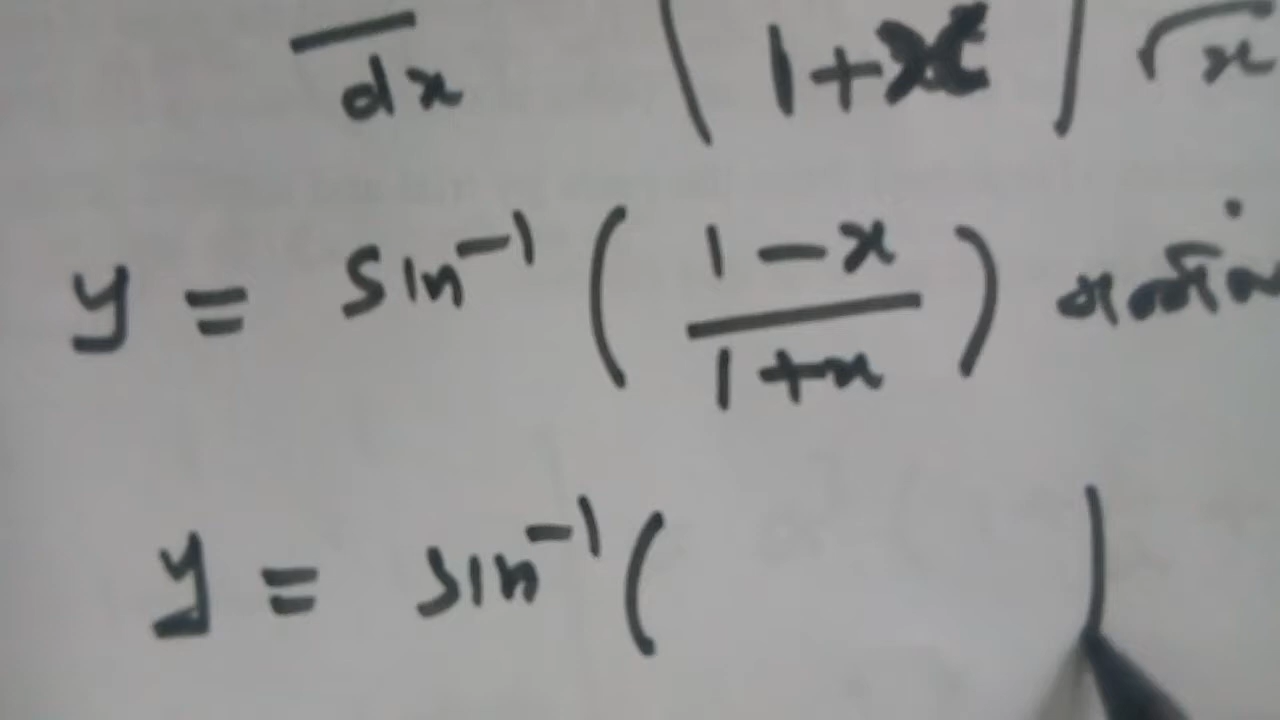 dx (1+x) √x
y = sin⁻¹ ( (1-x)/(1+x) )
y = sin⁻¹ ( )